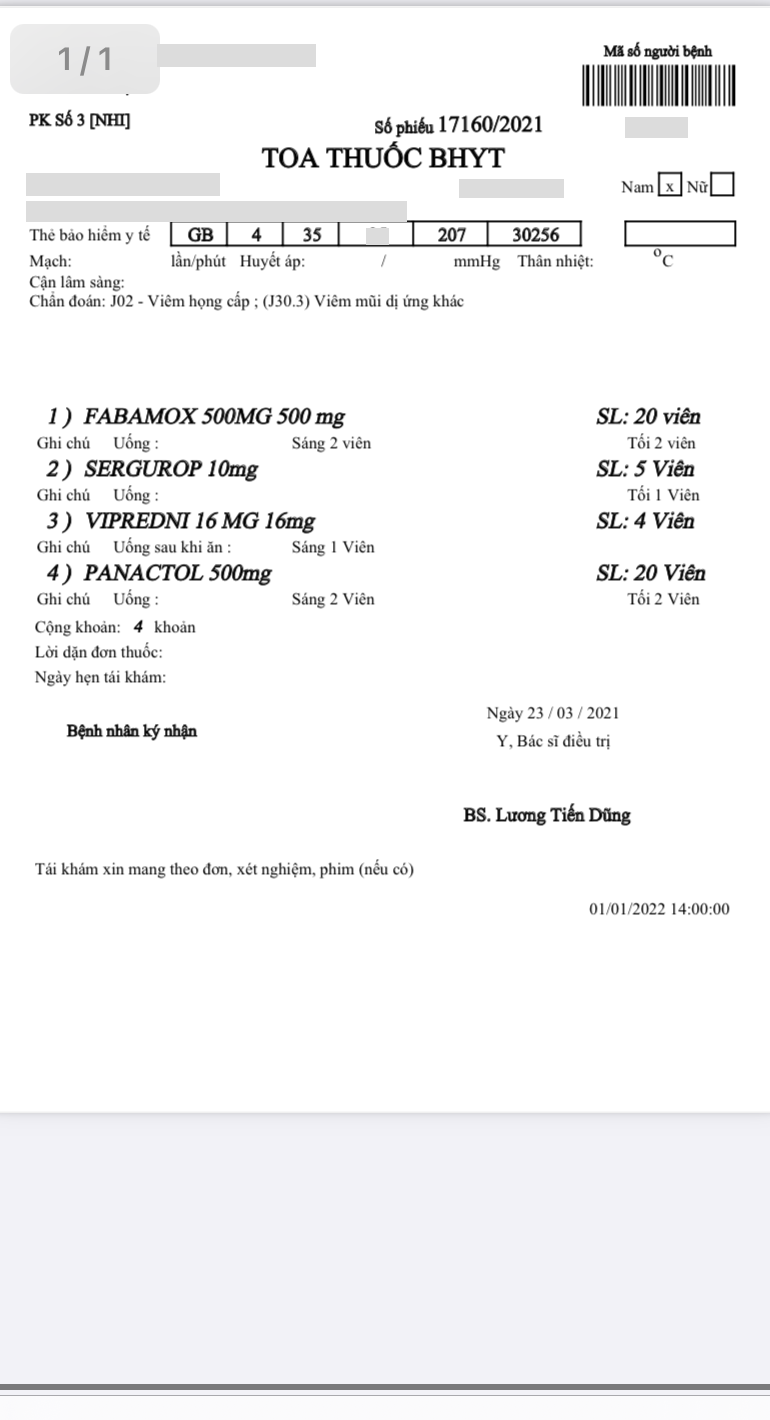 1/1
Mã số người bệnh
PK Số 3 [NHI]
Số phiếu 17160/2021
TOA THUỐC BHYT
Nam x Nữ
Thẻ bảo hiểm y tế GB 4 35 207 30256
Mạch: lần/phút Huyết áp: / mmHg Thân nhiệt: °C
Cận lâm sàng:
Chẩn đoán: J02 - Viêm họng cấp ; (J30.3) Viêm mũi dị ứng khác
1 ) FABAMOX 500MG 500 mg SL: 20 viên
Ghi chú Uống : Sáng 2 viên Tối 2 viên
2 ) SERGUROP 10mg SL: 5 Viên
Ghi chú Uống : Tối 1 Viên
3 ) VIPREDNI 16 MG 16mg SL: 4 Viên
Ghi chú Uống sau khi ăn : Sáng 1 Viên
4 ) PANACTOL 500mg SL: 20 Viên
Ghi chú Uống : Sáng 2 Viên Tối 2 Viên
Cộng khoản: 4 khoản
Lời dặn đơn thuốc:
Ngày hẹn tái khám:
Ngày 23 / 03 / 2021
Bệnh nhân ký nhận
Y, Bác sĩ điều trị
BS. Lương Tiến Dũng
Tái khám xin mang theo đơn, xét nghiệm, phim (nếu có)
01/01/2022 14:00:00